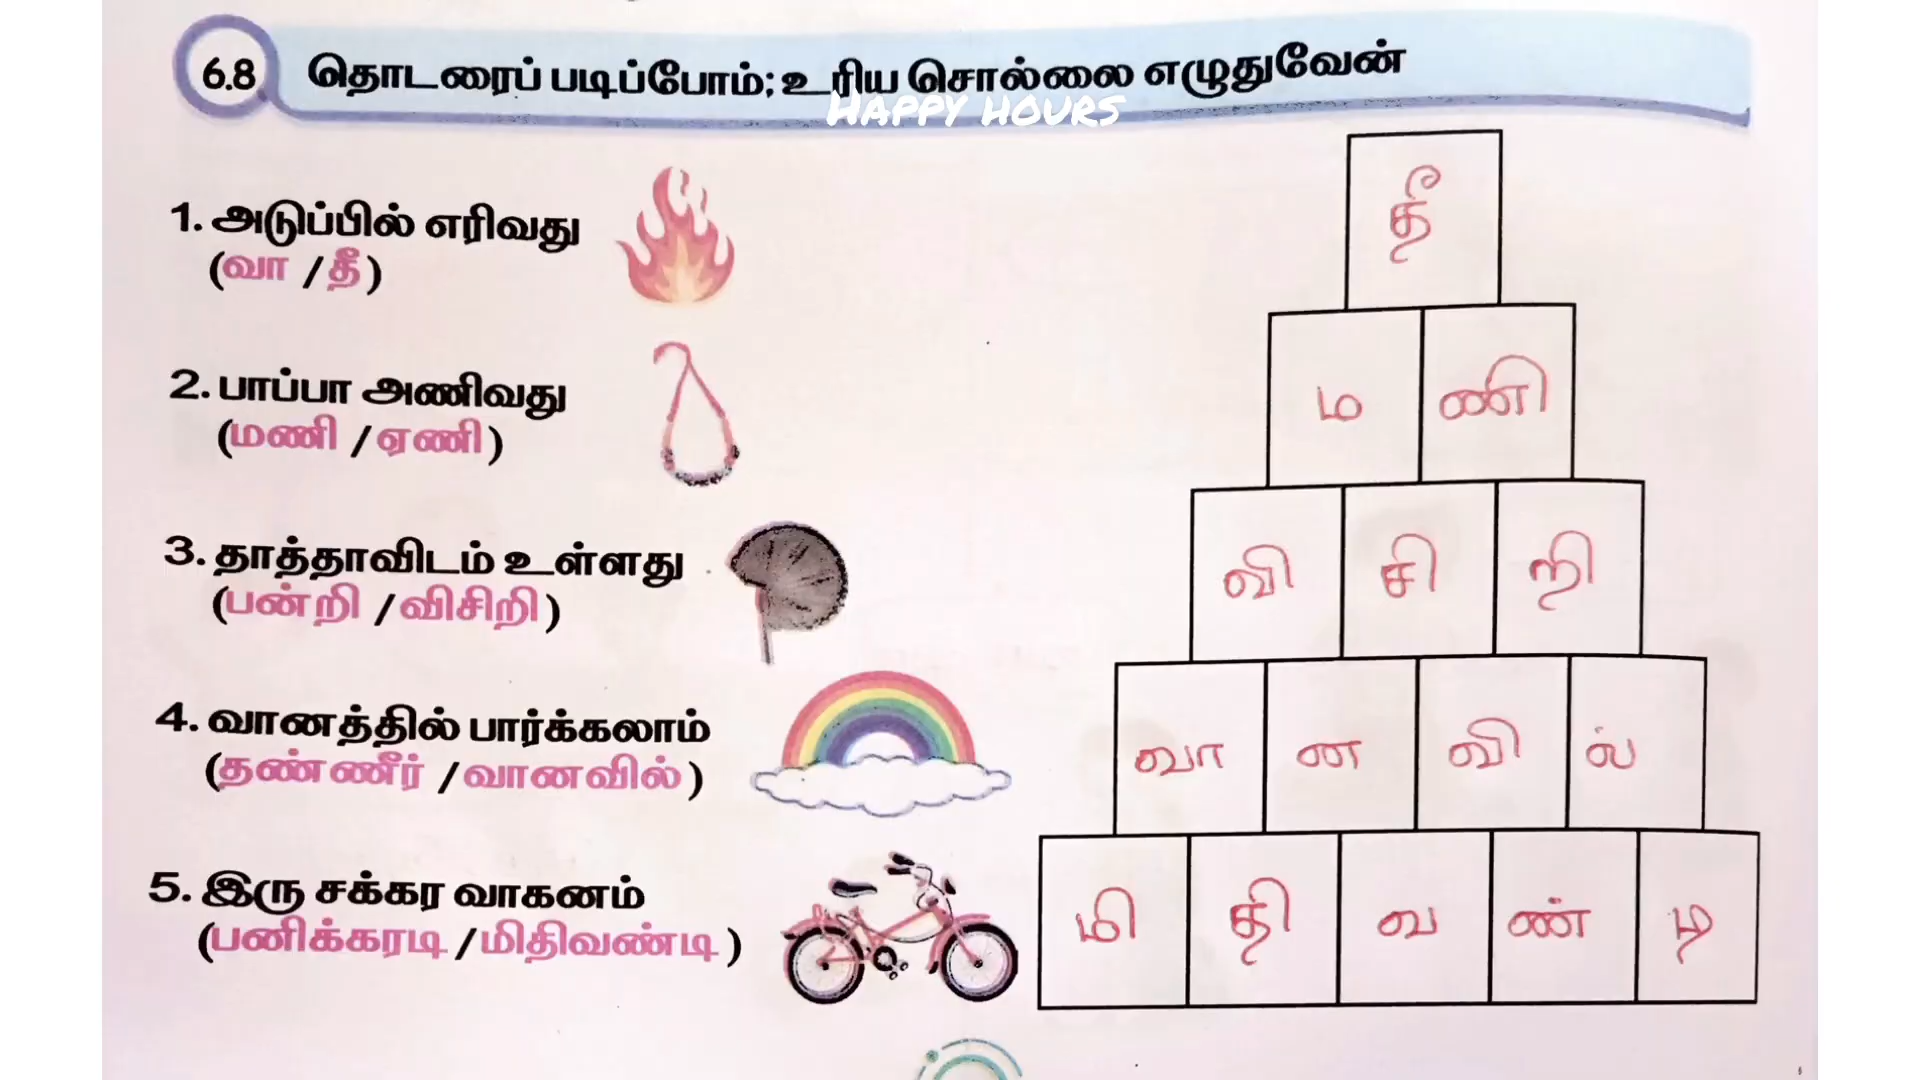 6.8 தொடரைப் படிப்போம்; உரிய சொல்லை எழுதுவேன்
HAPPY HOURS
1. அடுப்பில் எரிவது
(வா / தீ)
தீ
2. பாப்பா அணிவது
(மணி / ஏணி)
ம ணி
3. தாத்தாவிடம் உள்ளது
(பன்றி / விசிறி)
வி சி றி
4. வானத்தில் பார்க்கலாம்
(தண்ணீர் / வானவில்)
வா ன வி ல்
5. இரு சக்கர வாகனம்
(பனிக்கரடி / மிதிவண்டி)
மி தி வ ண் டி